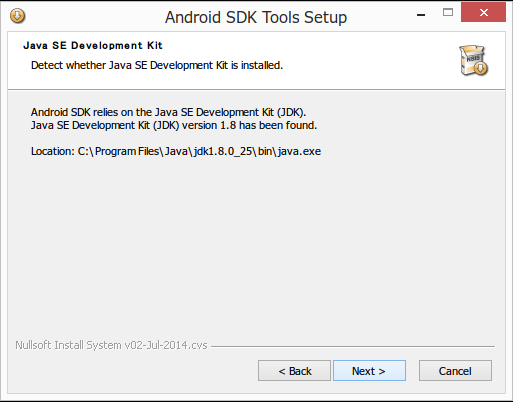 Android SDK Tools Setup
Java SE Development Kit
Detect whether Java SE Development Kit is installed.
NSIS
Android SDK relies on the Java SE Development Kit (JDK).
Java SE Development Kit (JDK) version 1.8 has been found.
Location: C:\Program Files\Java\jdk1.8.0_25\bin\java.exe
Nullsoft Install System v02-Jul-2014.cvs
< Back
Next >
Cancel